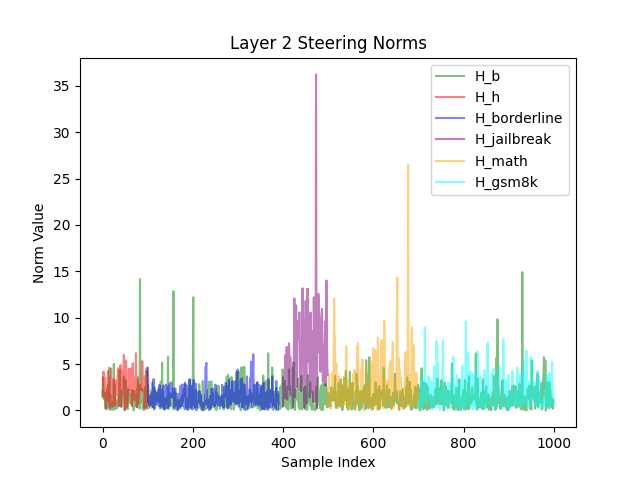 Layer 2 Steering Norms
Norm Value
35
30
25
20
15
10
5
0
H_b
H_h
H_borderline
H_jailbreak
H_math
H_gsm8k
0 200 400 600 800 1000
Sample Index